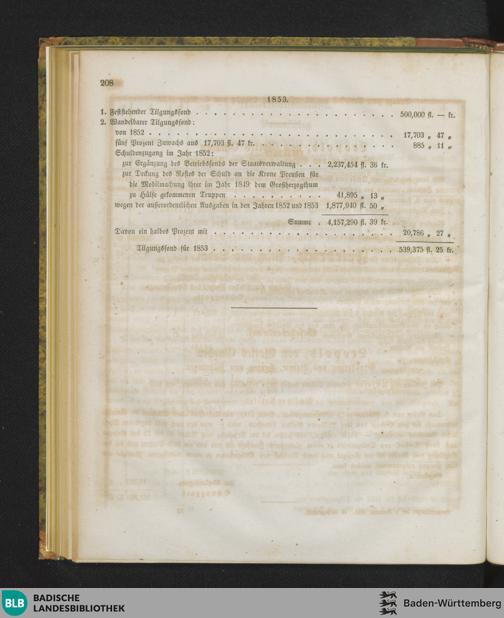 208
1853.
1. Feststehender Tilgungsfond . . . . . 500,000 fl. — kr.
2. Wandelbarer Tilgungsfond:
von 1852 . . . . . 17,703 „ 47 „
fünf Prozent Zuwachs aus 17,703 fl. 47 kr. . . . . . 885 „ 11 „
Schuldenzugang im Jahr 1852:
zur Ergänzung des Betriebsfonds der Staatsverwaltung . . . 2,237,454 fl. 36 kr.
zur Deckung des Restes der Schuld an die Krone Preußen für
die Mobilmachung ihrer im Jahr 1849 dem Großherzogthum
zu Hülfe gekommenen Truppen . . . . . 41,895 „ 13 „
wegen der außerordentlichen Ausgaben in den Jahren 1852 und 1853 1,877,940 fl. 50 „
Summe . 4,157,290 fl. 39 kr.
Davon ein halbes Prozent mit . . . . . 20,786 „ 27 „
Tilgungsfond für 1853 . . . . . 539,375 fl. 25 kr.
BLB BADISCHE
LANDESBIBLIOTHEK
Baden-Württemberg